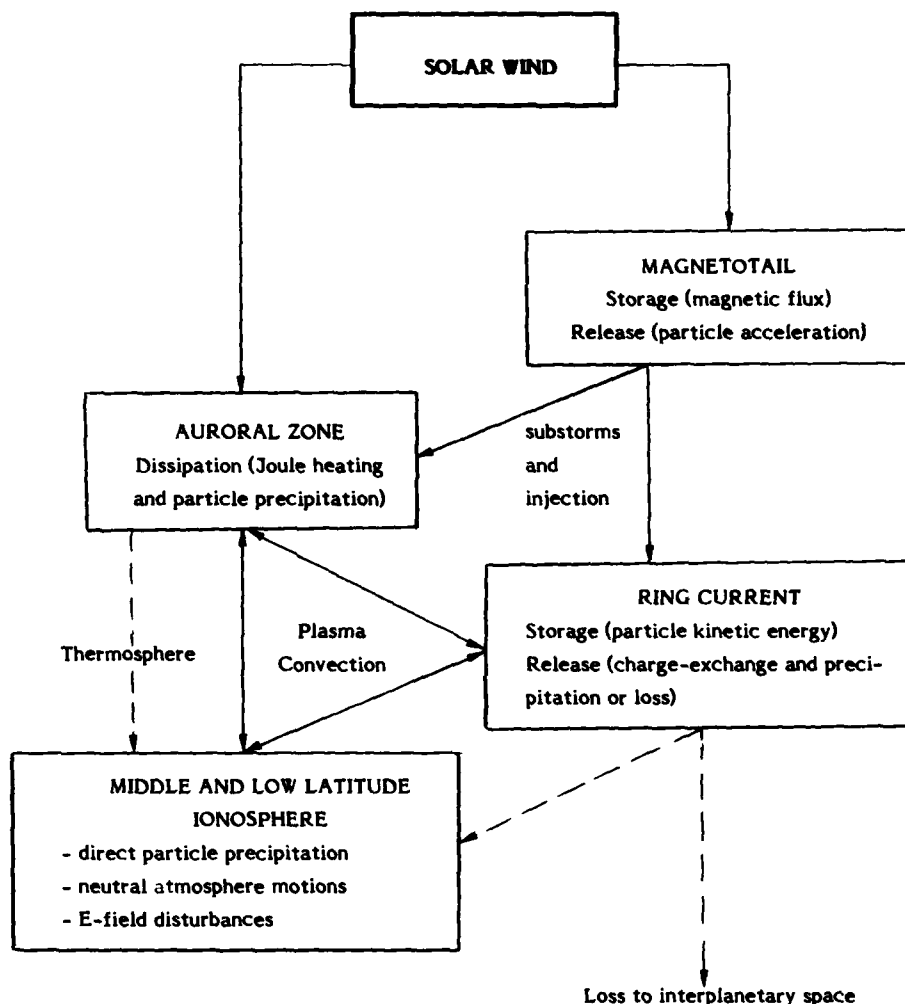 SOLAR WIND
MAGNETOTAIL
Storage (magnetic flux)
Release (particle acceleration)
AURORAL ZONE
Dissipation (Joule heating
and particle precipitation)
substorms
and
injection
RING CURRENT
Storage (particle kinetic energy)
Release (charge-exchange and preci-
pitation or loss)
Thermosphere
Plasma
Convection
MIDDLE AND LOW LATITUDE
IONOSPHERE
- direct particle precipitation
- neutral atmosphere motions
- E-field disturbances
Loss to interplanetary space